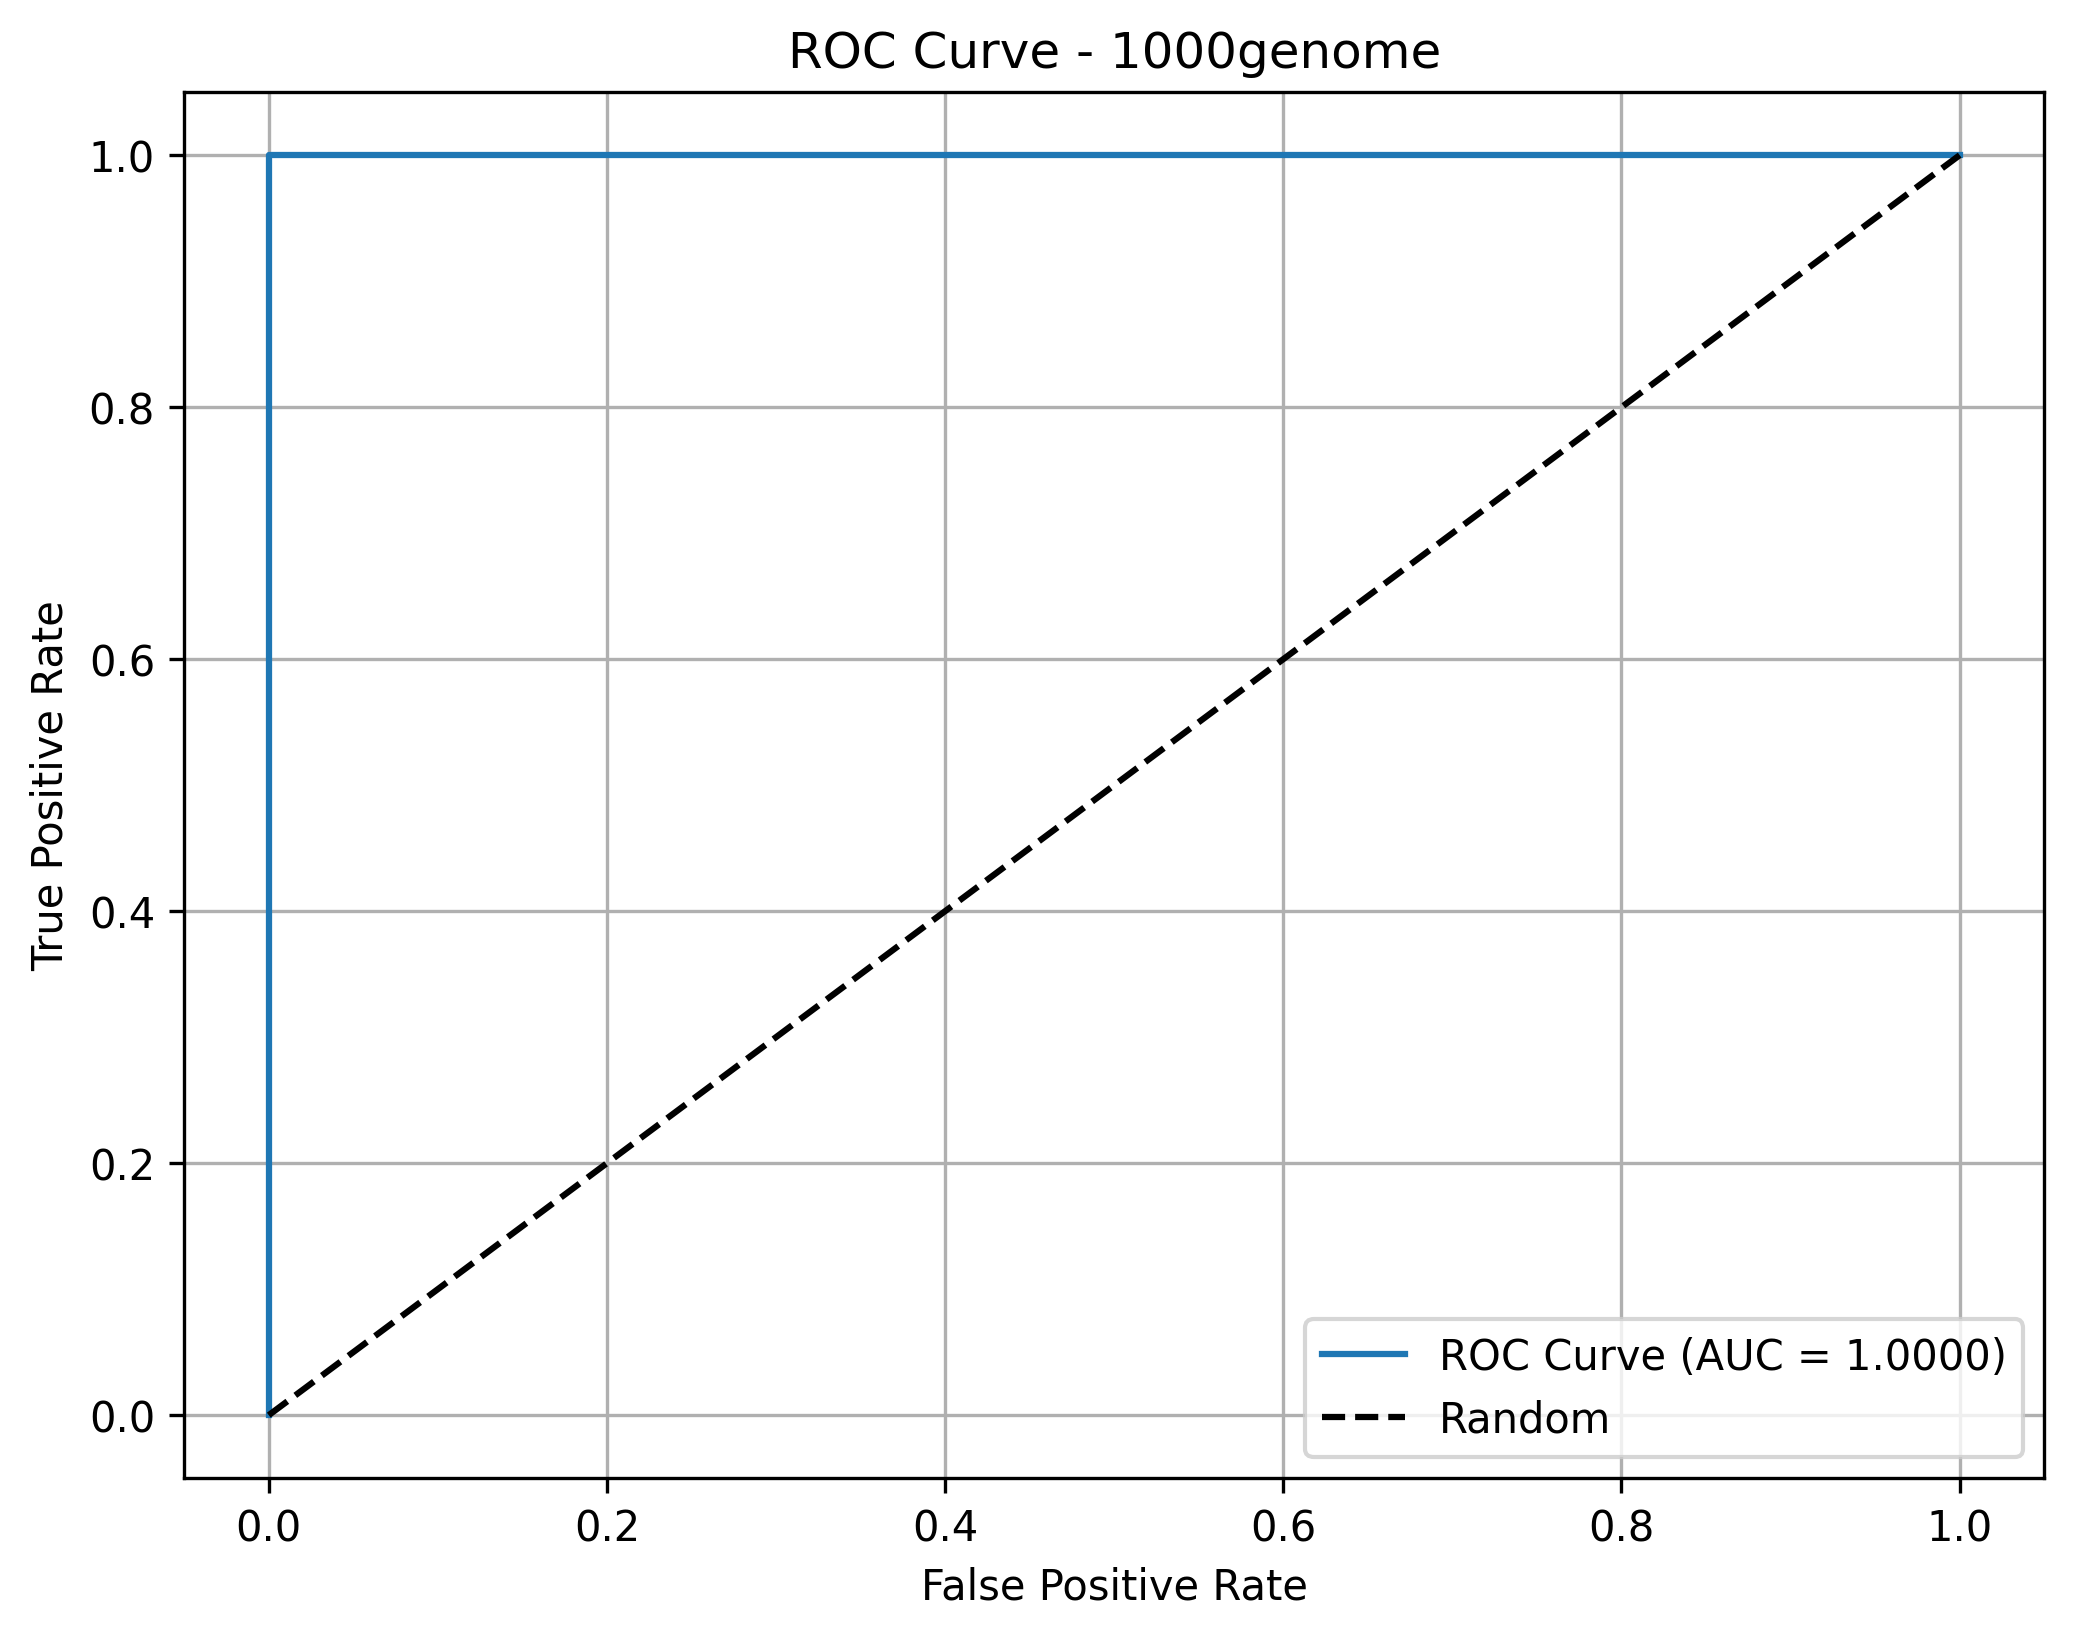 ROC Curve - 1000genome
True Positive Rate
1.0
0.8
0.6
0.4
0.2
0.0
ROC Curve (AUC = 1.0000)
Random
0.0 0.2 0.4 0.6 0.8 1.0
False Positive Rate